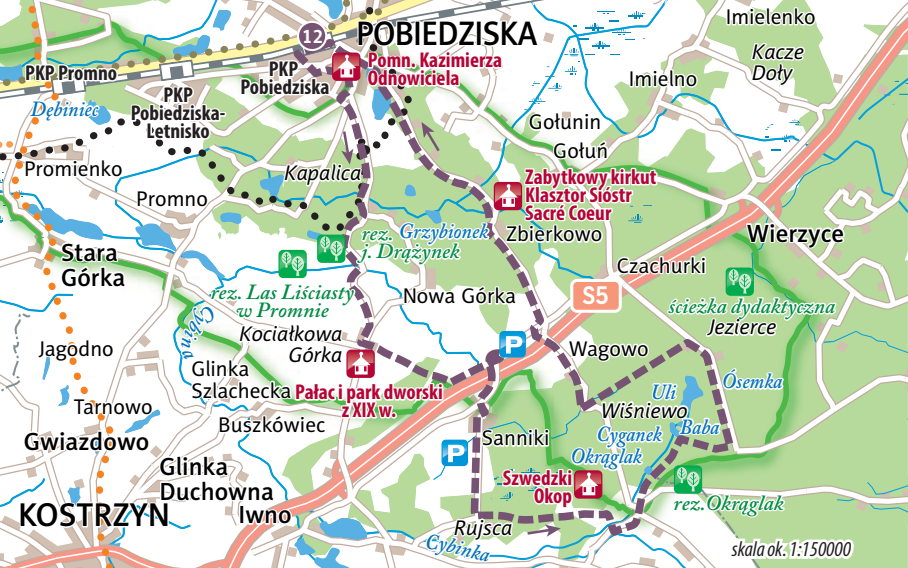 Imielenko
12
POBIEDZISKA
Kacze
Doły
Pomn. Kazimierza
Odnowiciela
PKP Promno
PKP
Pobiedziska
Imielno
PKP
Pobiedziska-
Letnisko
Dębiniec
Gołunin
Gołuń
Promienko
Kapalica
Zabytkowy kirkut
Klasztor Sióstr
Sacré Coeur
Promno
rez.
j. Drążynek
Grzybionek
Zbierkowo
Wierzyce
Stara
Górka
Czachurki
rez. Las Liściasty
w Promnie
Nowa Górka
S5
ścieżka dydaktyczna
Jezierce
Cybina
Kociałkowa
Górka
P
Wagowo
Jagodno
Glinka
Szlachecka
Pałac i park dworski
z XIX w.
Uli
Ósemka
Tarnowo
Wiśniewo
Baba
Buszkówiec
Gwiazdowo
Sanniki
P
Cyganek
Okrąglak
Glinka
Duchowna
Szwedzki
Okop
KOSTRZYN
Iwno
rez.Okrąglak
Rujsca
Cybinka
skala ok. 1:150000